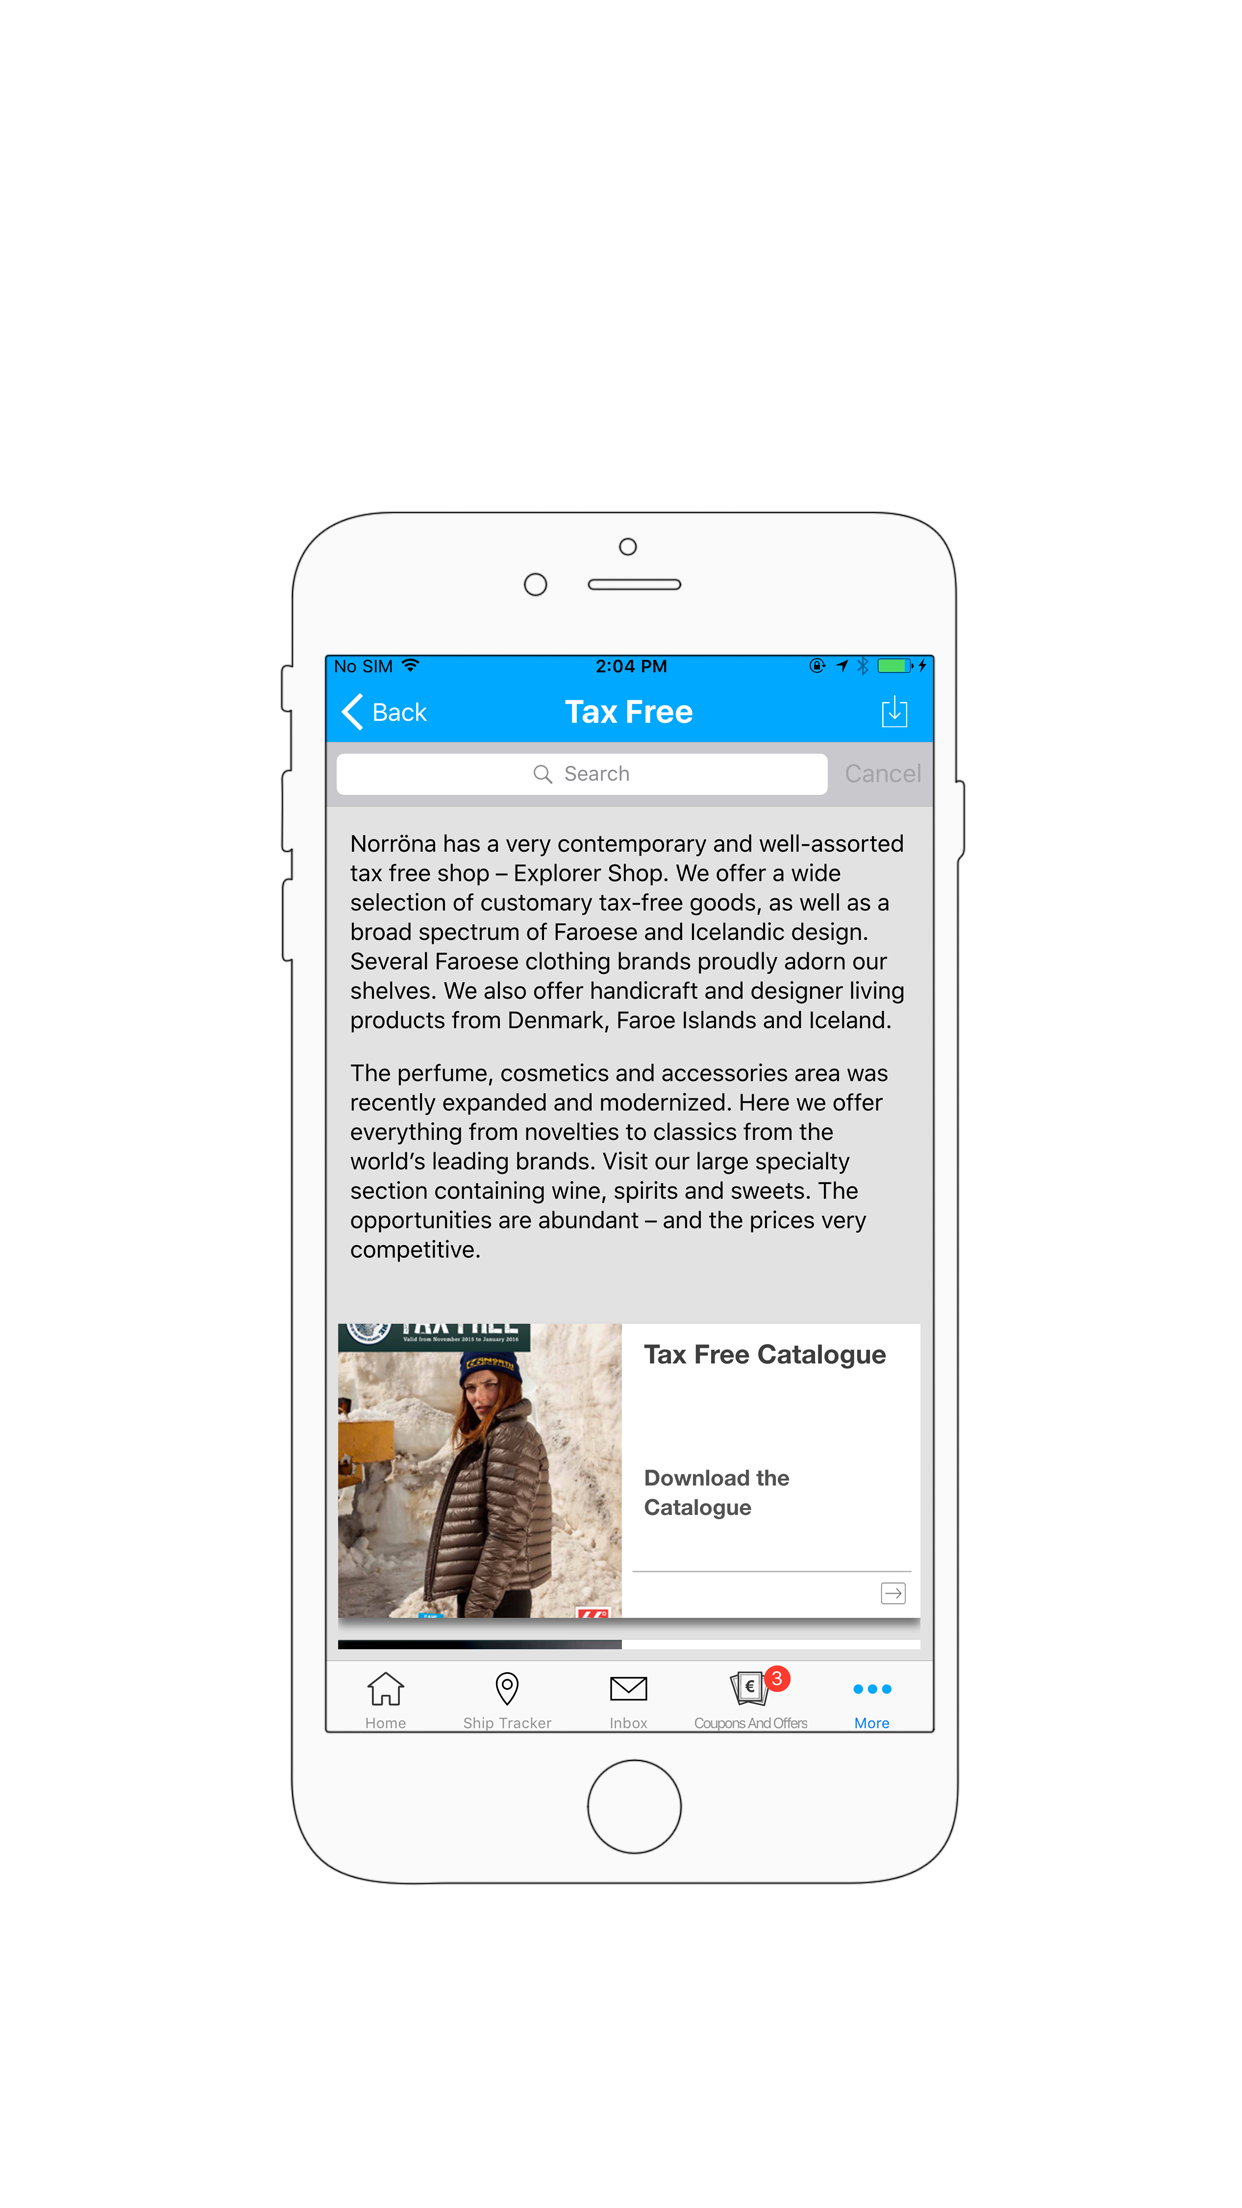 No SIM
2:04 PM
Back
Tax Free
Search
Cancel
Norröna has a very contemporary and well-assorted
tax free shop – Explorer Shop. We offer a wide
selection of customary tax-free goods, as well as a
broad spectrum of Faroese and Icelandic design.
Several Faroese clothing brands proudly adorn our
shelves. We also offer handicraft and designer living
products from Denmark, Faroe Islands and Iceland.
The perfume, cosmetics and accessories area was
recently expanded and modernized. Here we offer
everything from novelties to classics from the
world’s leading brands. Visit our large specialty
section containing wine, spirits and sweets. The
opportunities are abundant – and the prices very
competitive.
TAX FREE
Valid from November 2015 to January 2016
Tax Free Catalogue
Download the
Catalogue
€
3
Home
Ship Tracker
Inbox
Coupons And Offers
More